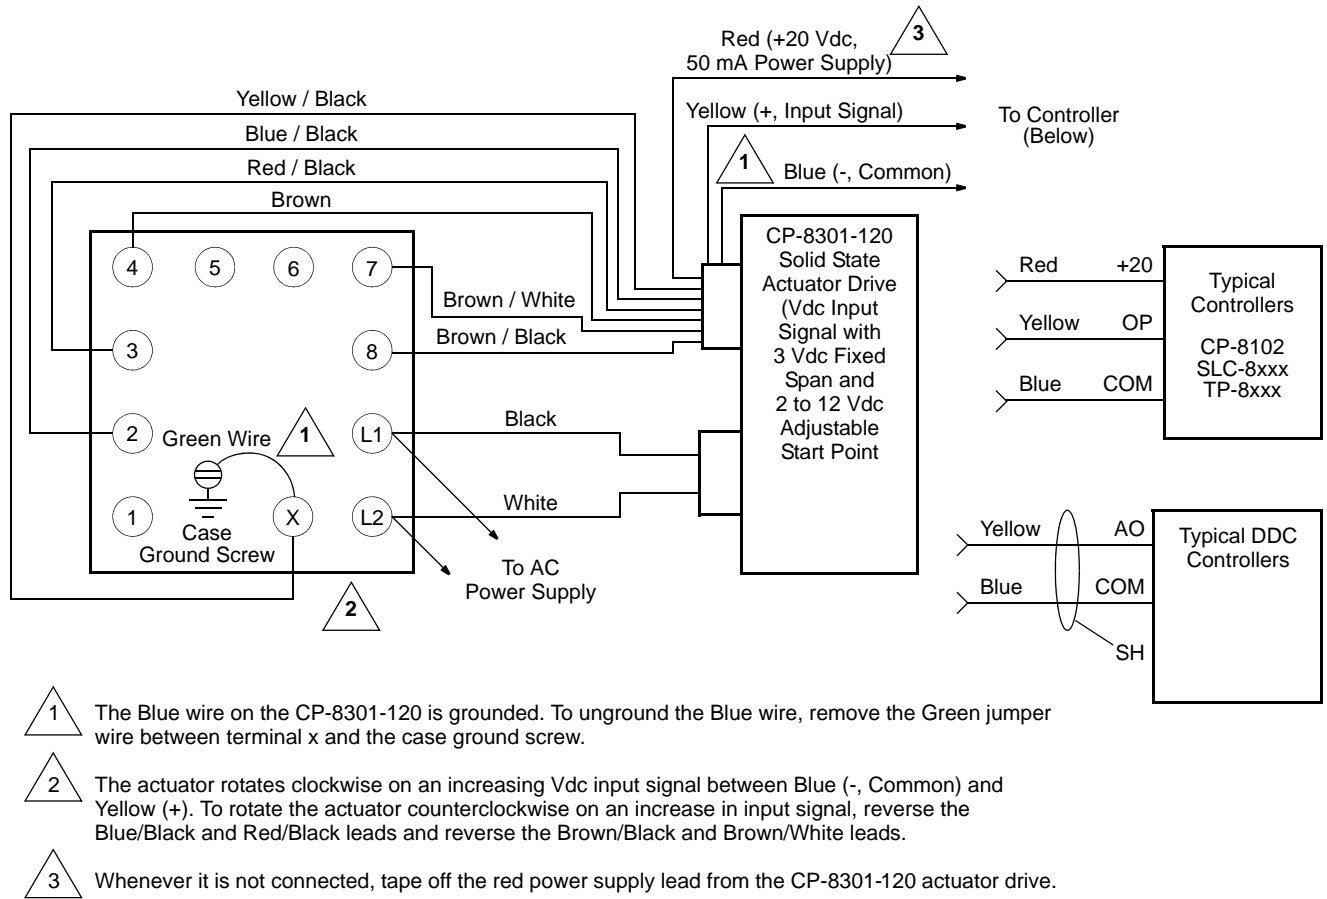 Red (+20 Vdc,
50 mA Power Supply)
3
Yellow / Black
Yellow (+, Input Signal)
To Controller
(Below)
Blue / Black
1
Red / Black
Blue (-, Common)
Brown
4
5
6
7
Brown / White
3
8
Brown / Black
2
Green Wire
1
L1
Black
1
Case
Ground Screw
X
L2
White
To AC
Power Supply
2
CP-8301-120
Solid State
Actuator Drive
(Vdc Input
Signal with
3 Vdc Fixed
Span and
2 to 12 Vdc
Adjustable
Start Point
Red +20
Yellow OP
Blue COM
Typical
Controllers
CP-8102
SLC-8xxx
TP-8xxx
Yellow AO
Blue COM
SH
Typical DDC
Controllers
1
The Blue wire on the CP-8301-120 is grounded. To unground the Blue wire, remove the Green jumper
wire between terminal x and the case ground screw.
2
The actuator rotates clockwise on an increasing Vdc input signal between Blue (-, Common) and
Yellow (+). To rotate the actuator counterclockwise on an increase in input signal, reverse the
Blue/Black and Red/Black leads and reverse the Brown/Black and Brown/White leads.
3
Whenever it is not connected, tape off the red power supply lead from the CP-8301-120 actuator drive.